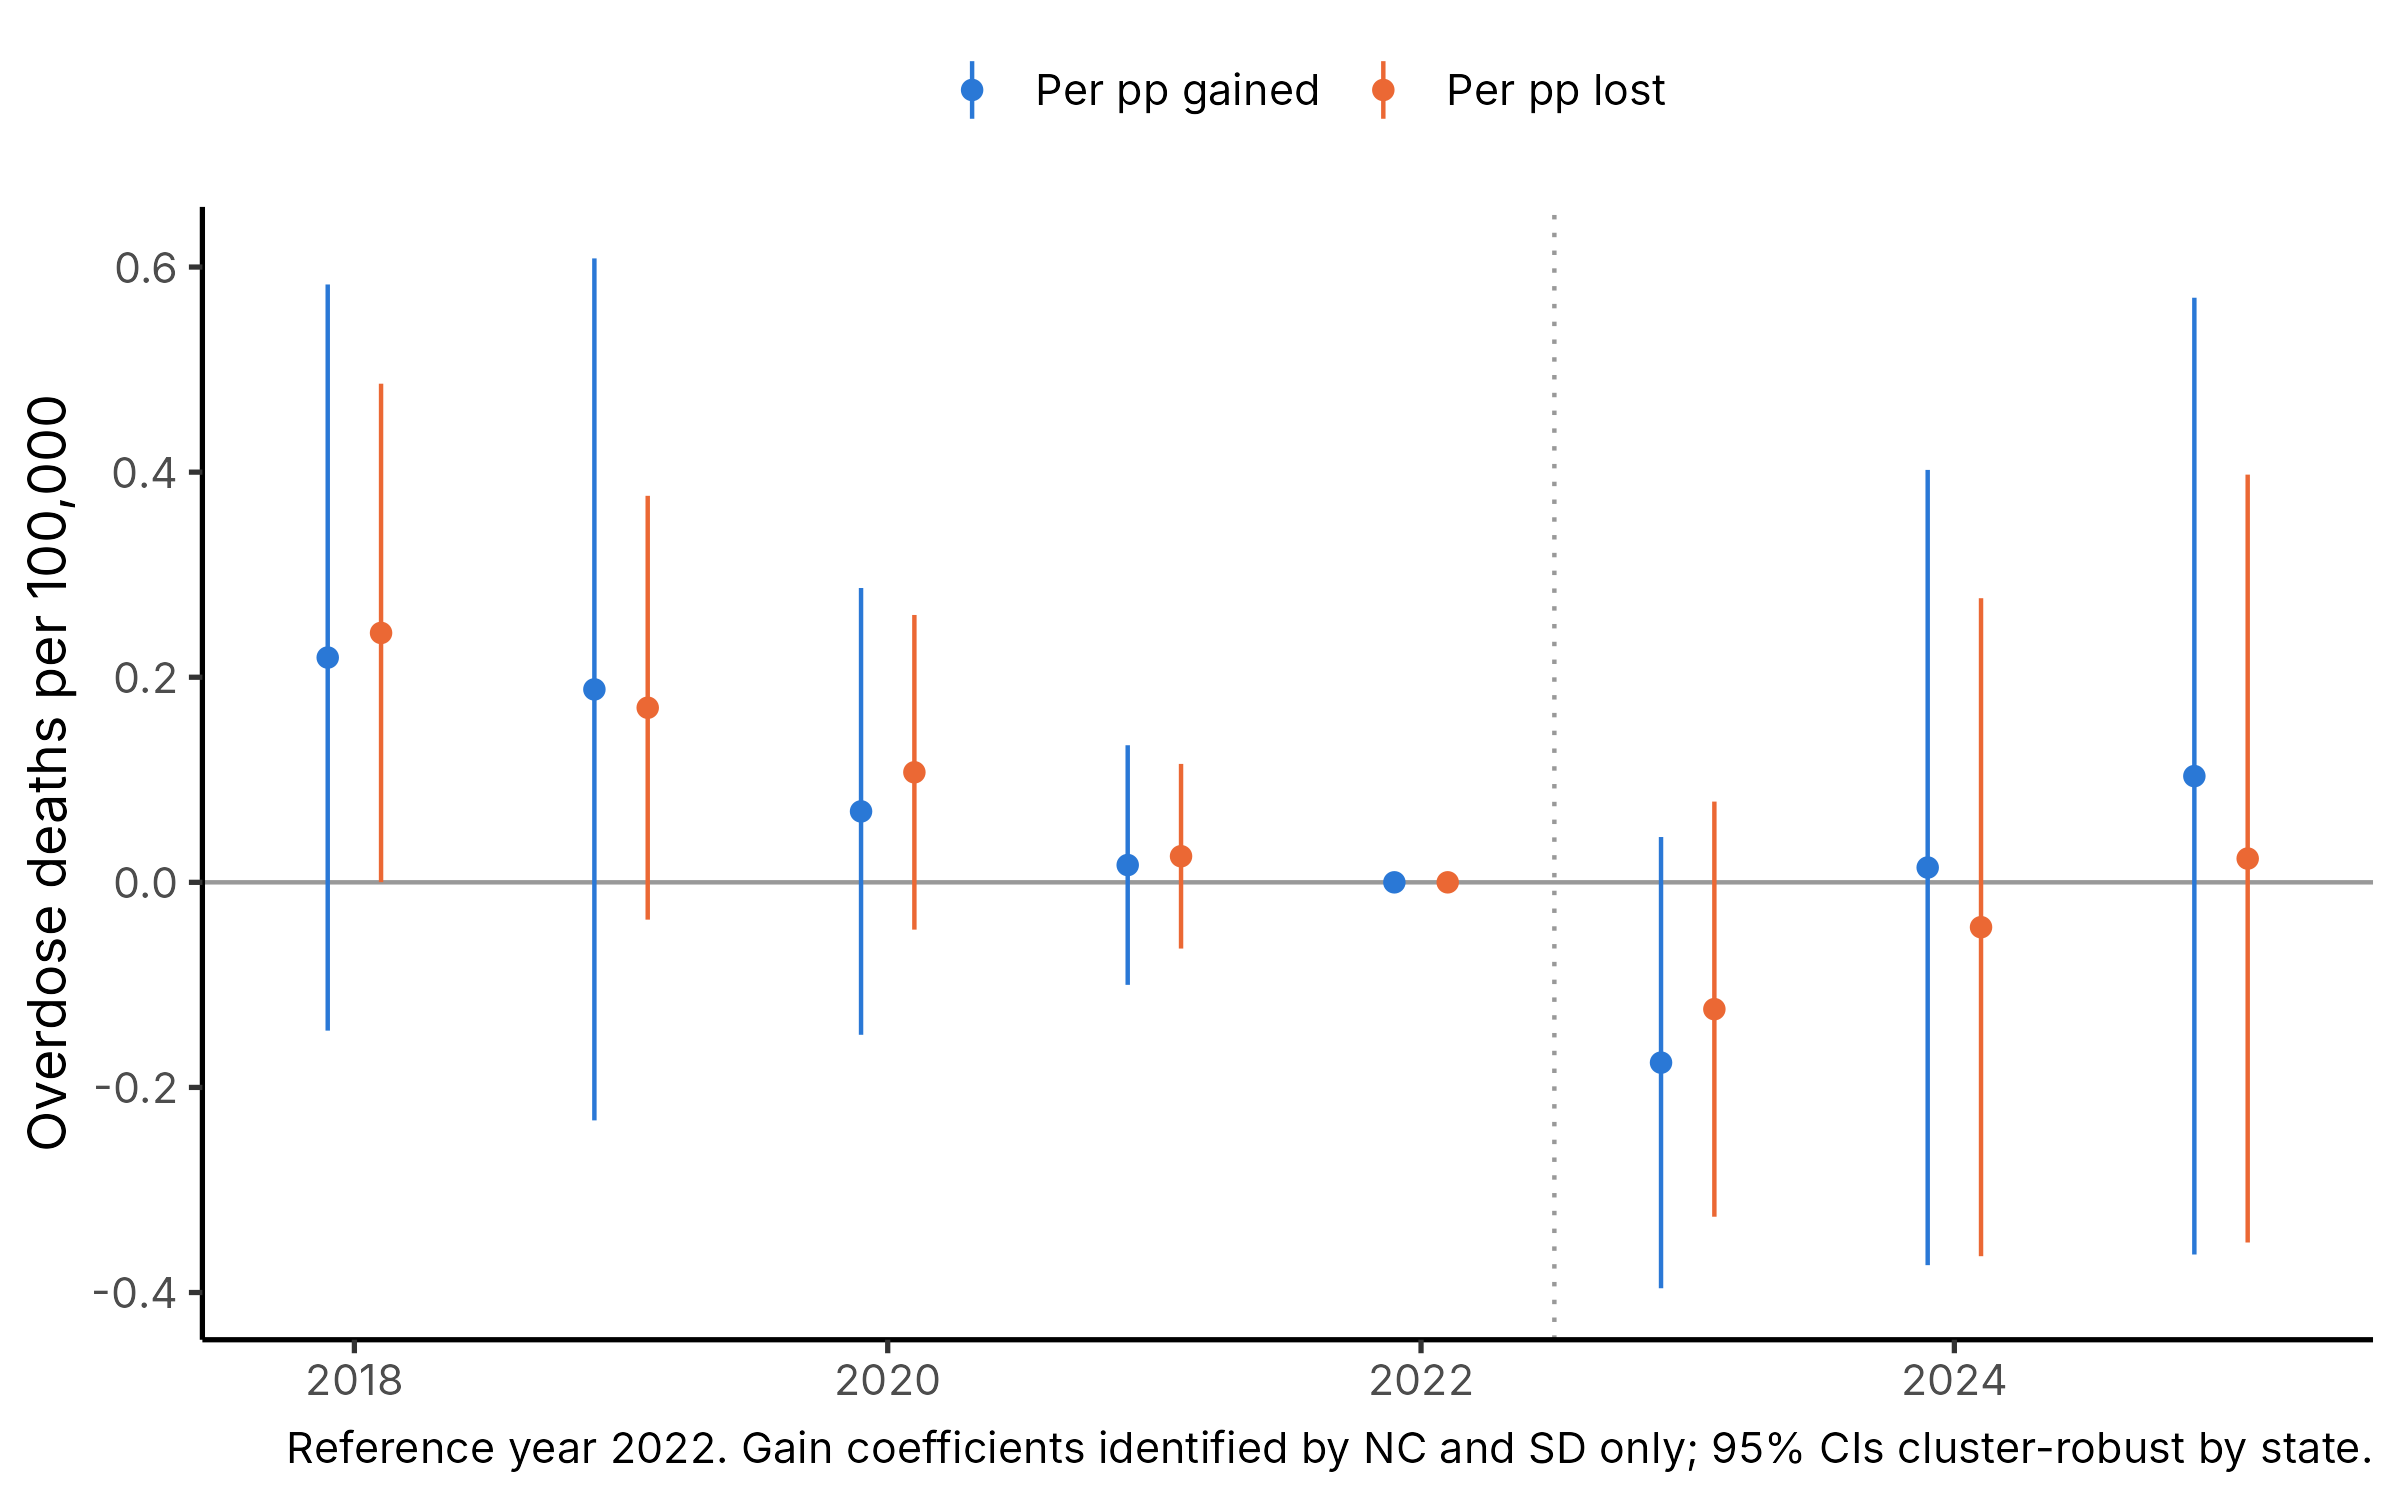 Per pp gained
Per pp lost
Overdose deaths per 100,000
0.6
0.4
0.2
0.0
-0.2
-0.4
2018
2020
2022
2024
Reference year 2022. Gain coefficients identified by NC and SD only; 95% CIs cluster-robust by state.